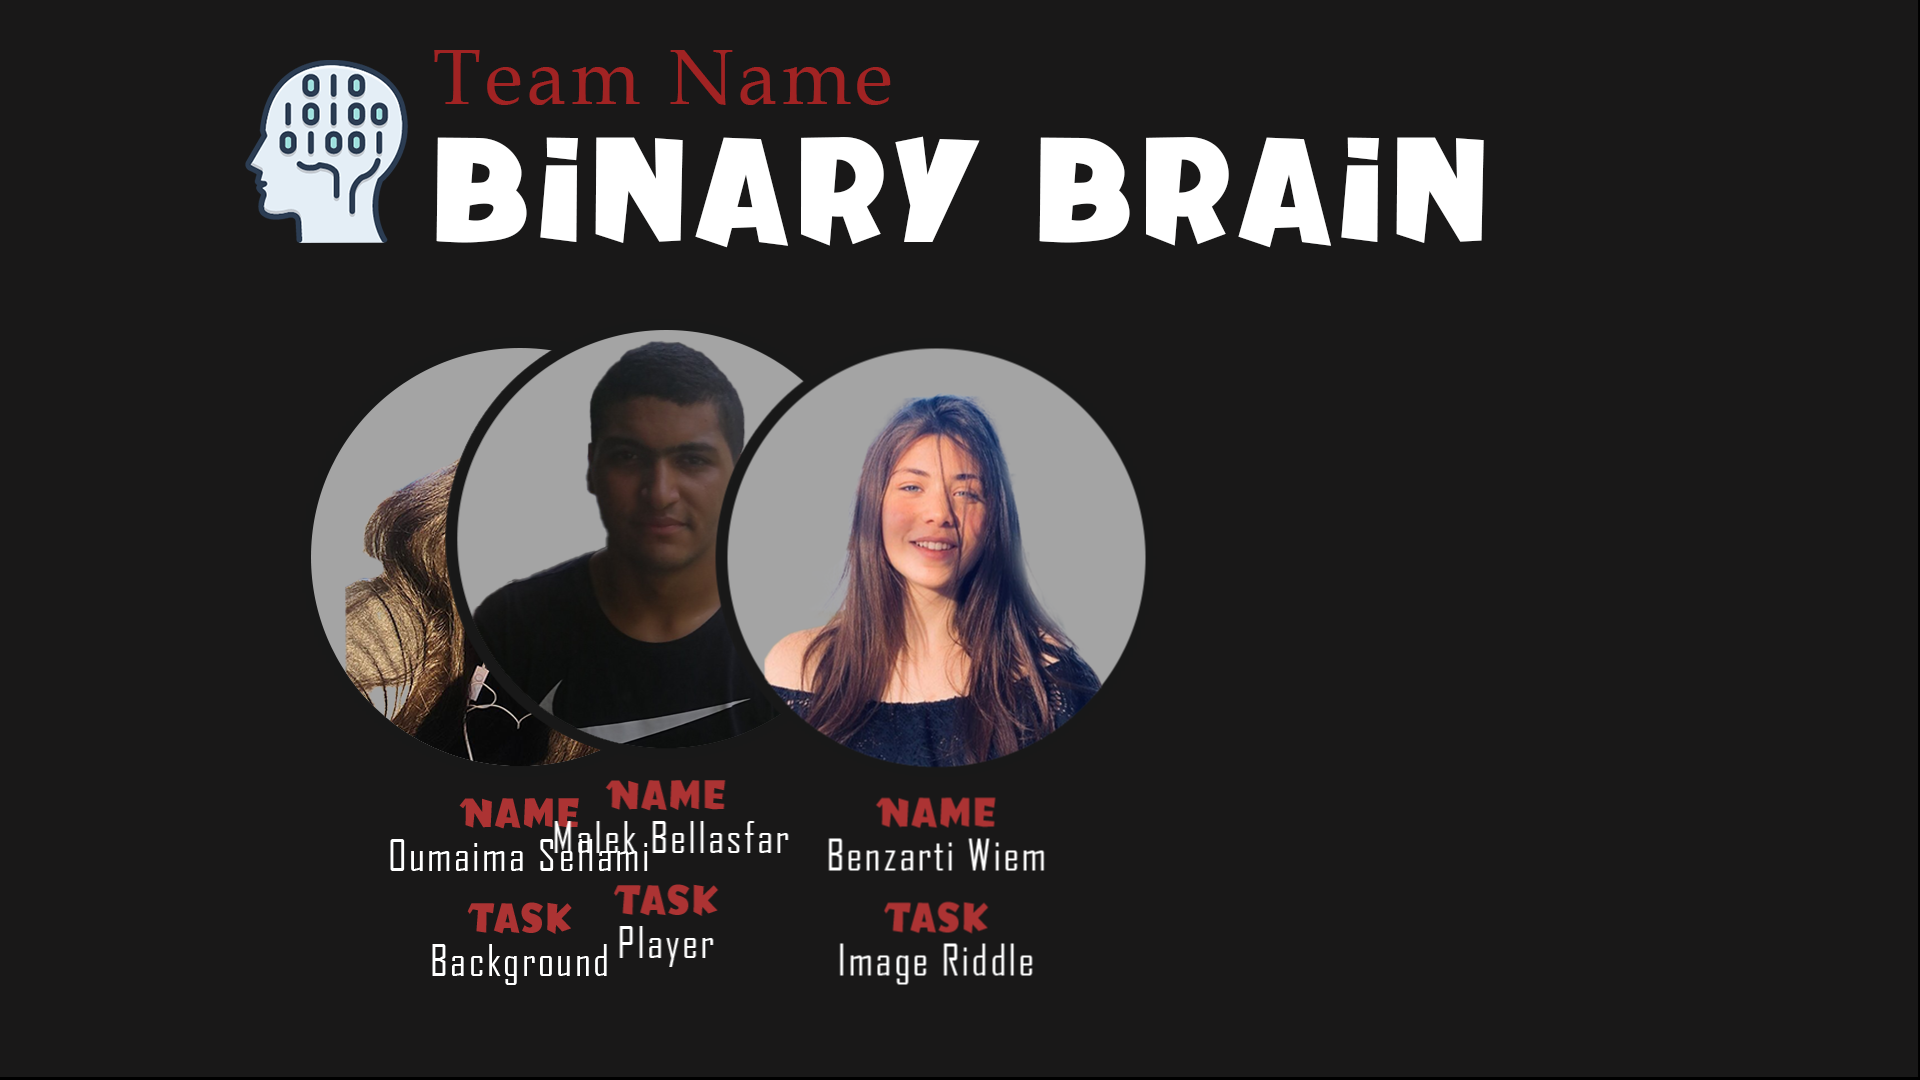 010
10100
01001
Team Name
BiNARY BRAiN
NAME
Oumaima Sellami
TASK
Background
NAME
Malek Bellasfar
TASK
Player
NAME
Benzarti Wiem
TASK
Image Riddle